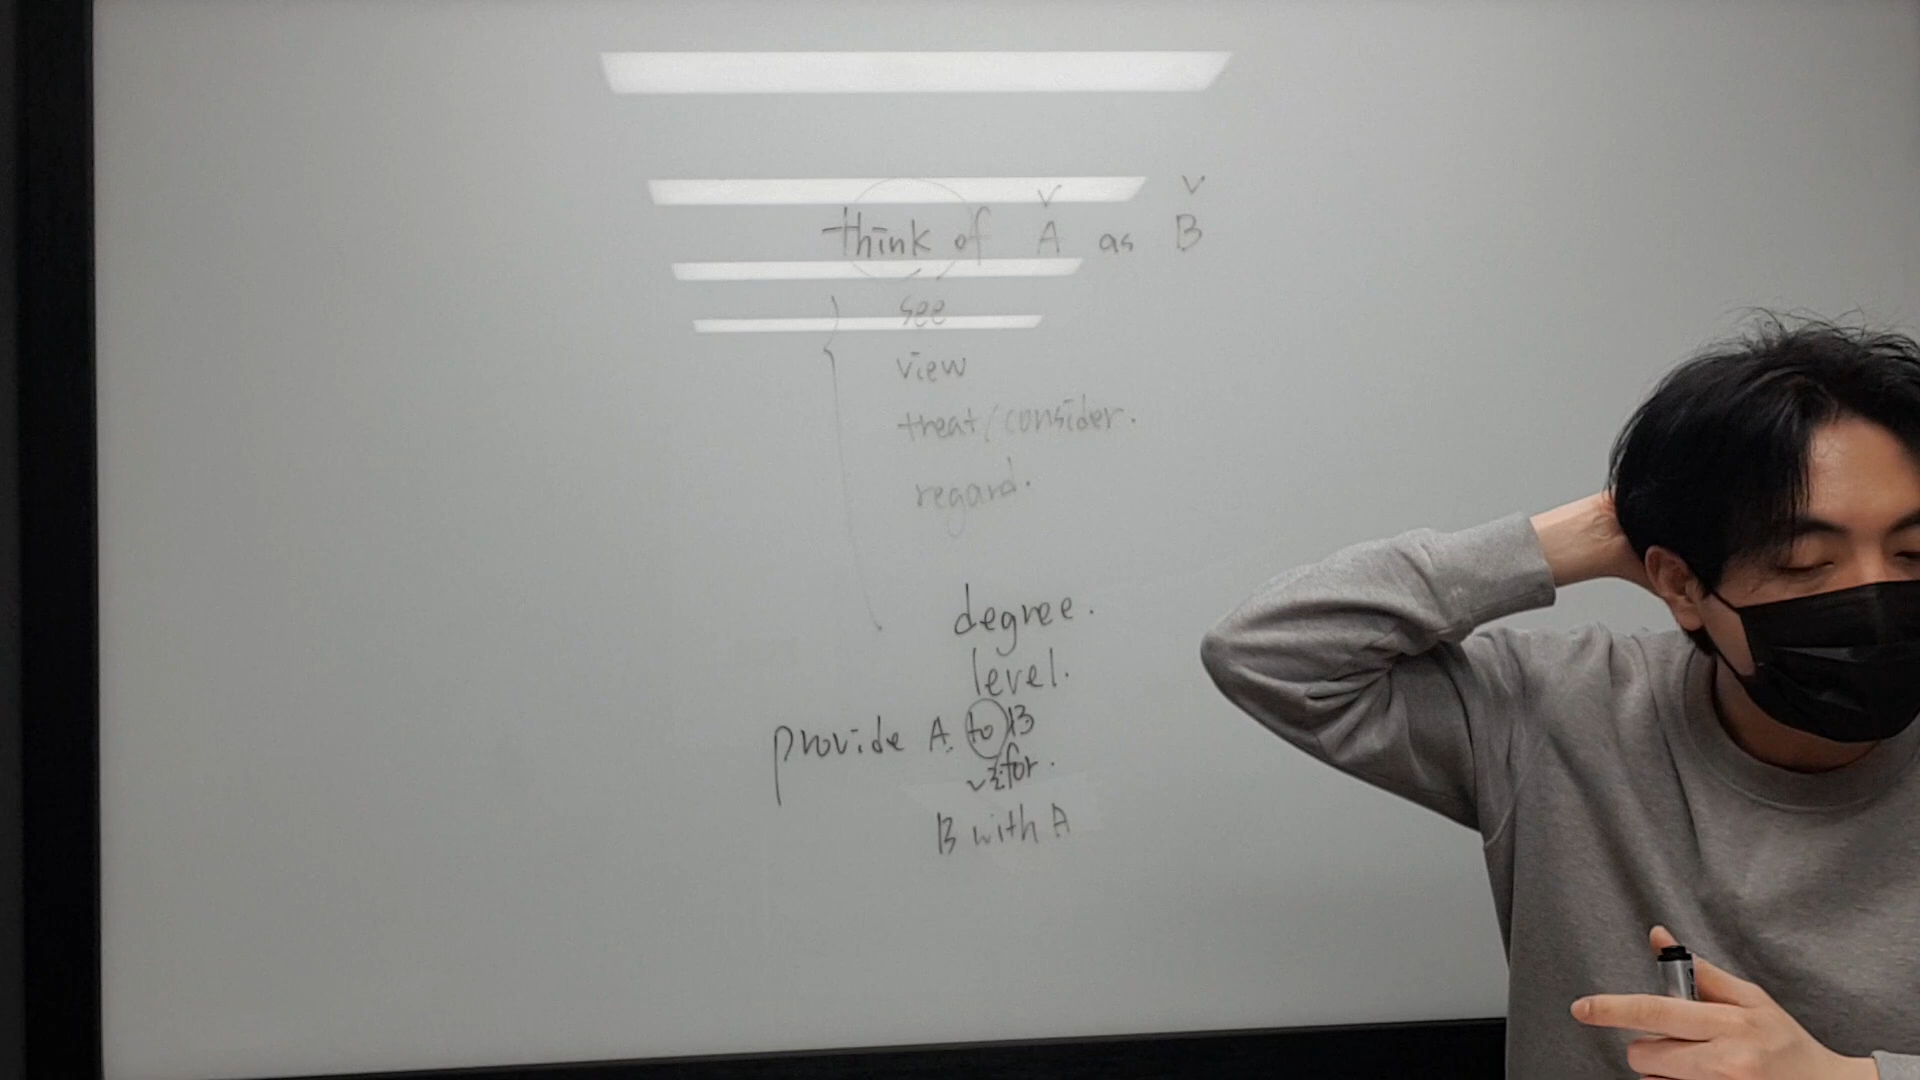 think of A as B
see
view
treat/consider.
regard.
degree.
level.
provide A to B
for.
B with A